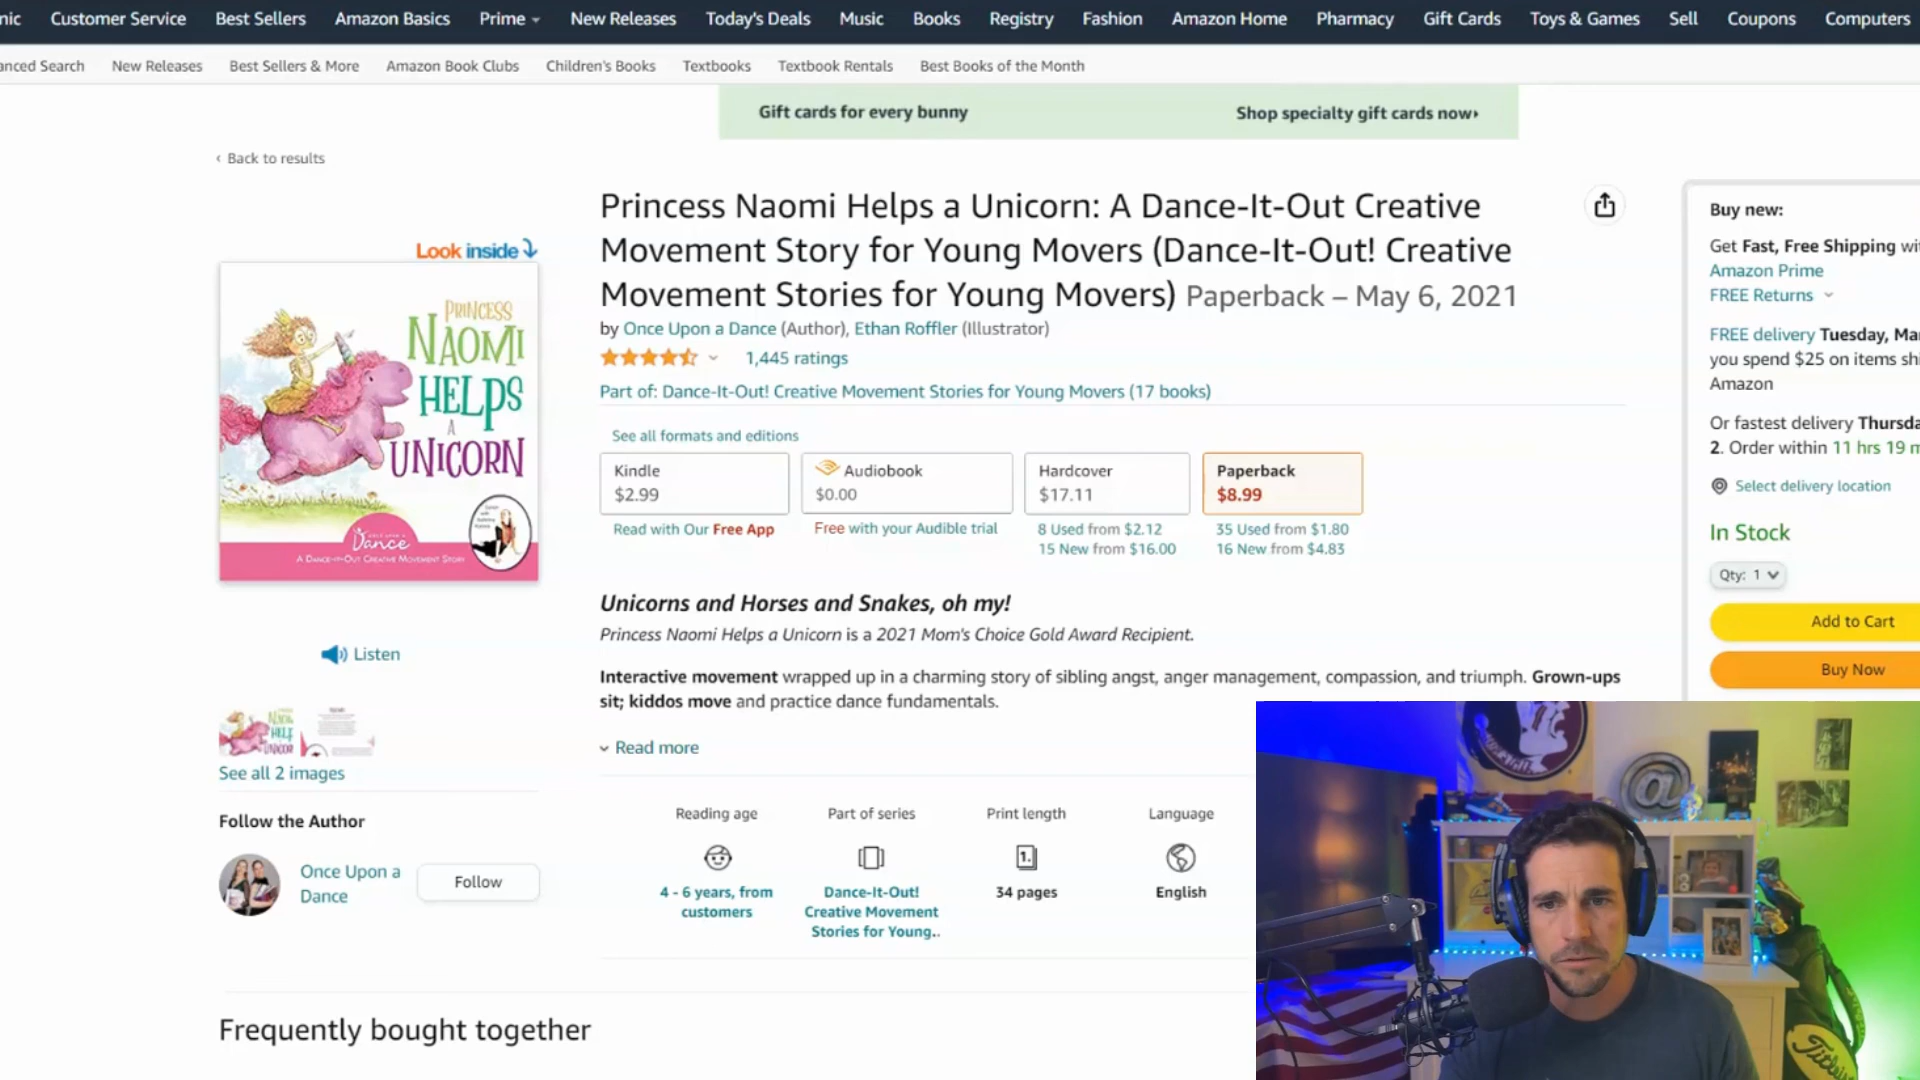 Customer Service Best Sellers Amazon Basics Prime New Releases Today's Deals Music Books Registry Fashion Amazon Home Pharmacy Gift Cards Toys & Games Sell Coupons Computers
Search New Releases Best Sellers & More Amazon Book Clubs Children's Books Textbooks Textbook Rentals Best Books of the Month
Gift cards for every bunny Shop specialty gift cards now›
‹ Back to results
Look inside
PRINCESS
NAOMI
HELPS
A
UNICORN
Dance
A DANCE-IT-OUT CREATIVE MOVEMENT STORY
Listen
See all 2 images
Follow the Author
Once Upon a
Dance
Follow
Princess Naomi Helps a Unicorn: A Dance-It-Out Creative
Movement Story for Young Movers (Dance-It-Out! Creative
Movement Stories for Young Movers) Paperback – May 6, 2021
by Once Upon a Dance (Author), Ethan Roffler (Illustrator)
1,445 ratings
Part of: Dance-It-Out! Creative Movement Stories for Young Movers (17 books)
See all formats and editions
Kindle
$2.99
Read with Our Free App
Audiobook
$0.00
Free with your Audible trial
Hardcover
$17.11
8 Used from $2.12
15 New from $16.00
Paperback
$8.99
35 Used from $1.80
16 New from $4.83
Unicorns and Horses and Snakes, oh my!
Princess Naomi Helps a Unicorn is a 2021 Mom's Choice Gold Award Recipient.
Interactive movement wrapped up in a charming story of sibling angst, anger management, compassion, and triumph. Grown-ups
sit; kiddos move and practice dance fundamentals.
Read more
Reading age
4 - 6 years, from
customers
Part of series
Dance-It-Out!
Creative Movement
Stories for Young..
Print length
1.
34 pages
Language
English
Buy new:
Get Fast, Free Shipping
Amazon Prime
FREE Returns
FREE delivery Tuesday,
you spend $25 on items
Amazon
Or fastest delivery
2. Order within 11 hrs 19
Select delivery location
In Stock
Qty: 1
Add to Cart
Buy Now
Frequently bought together
@
Titleist